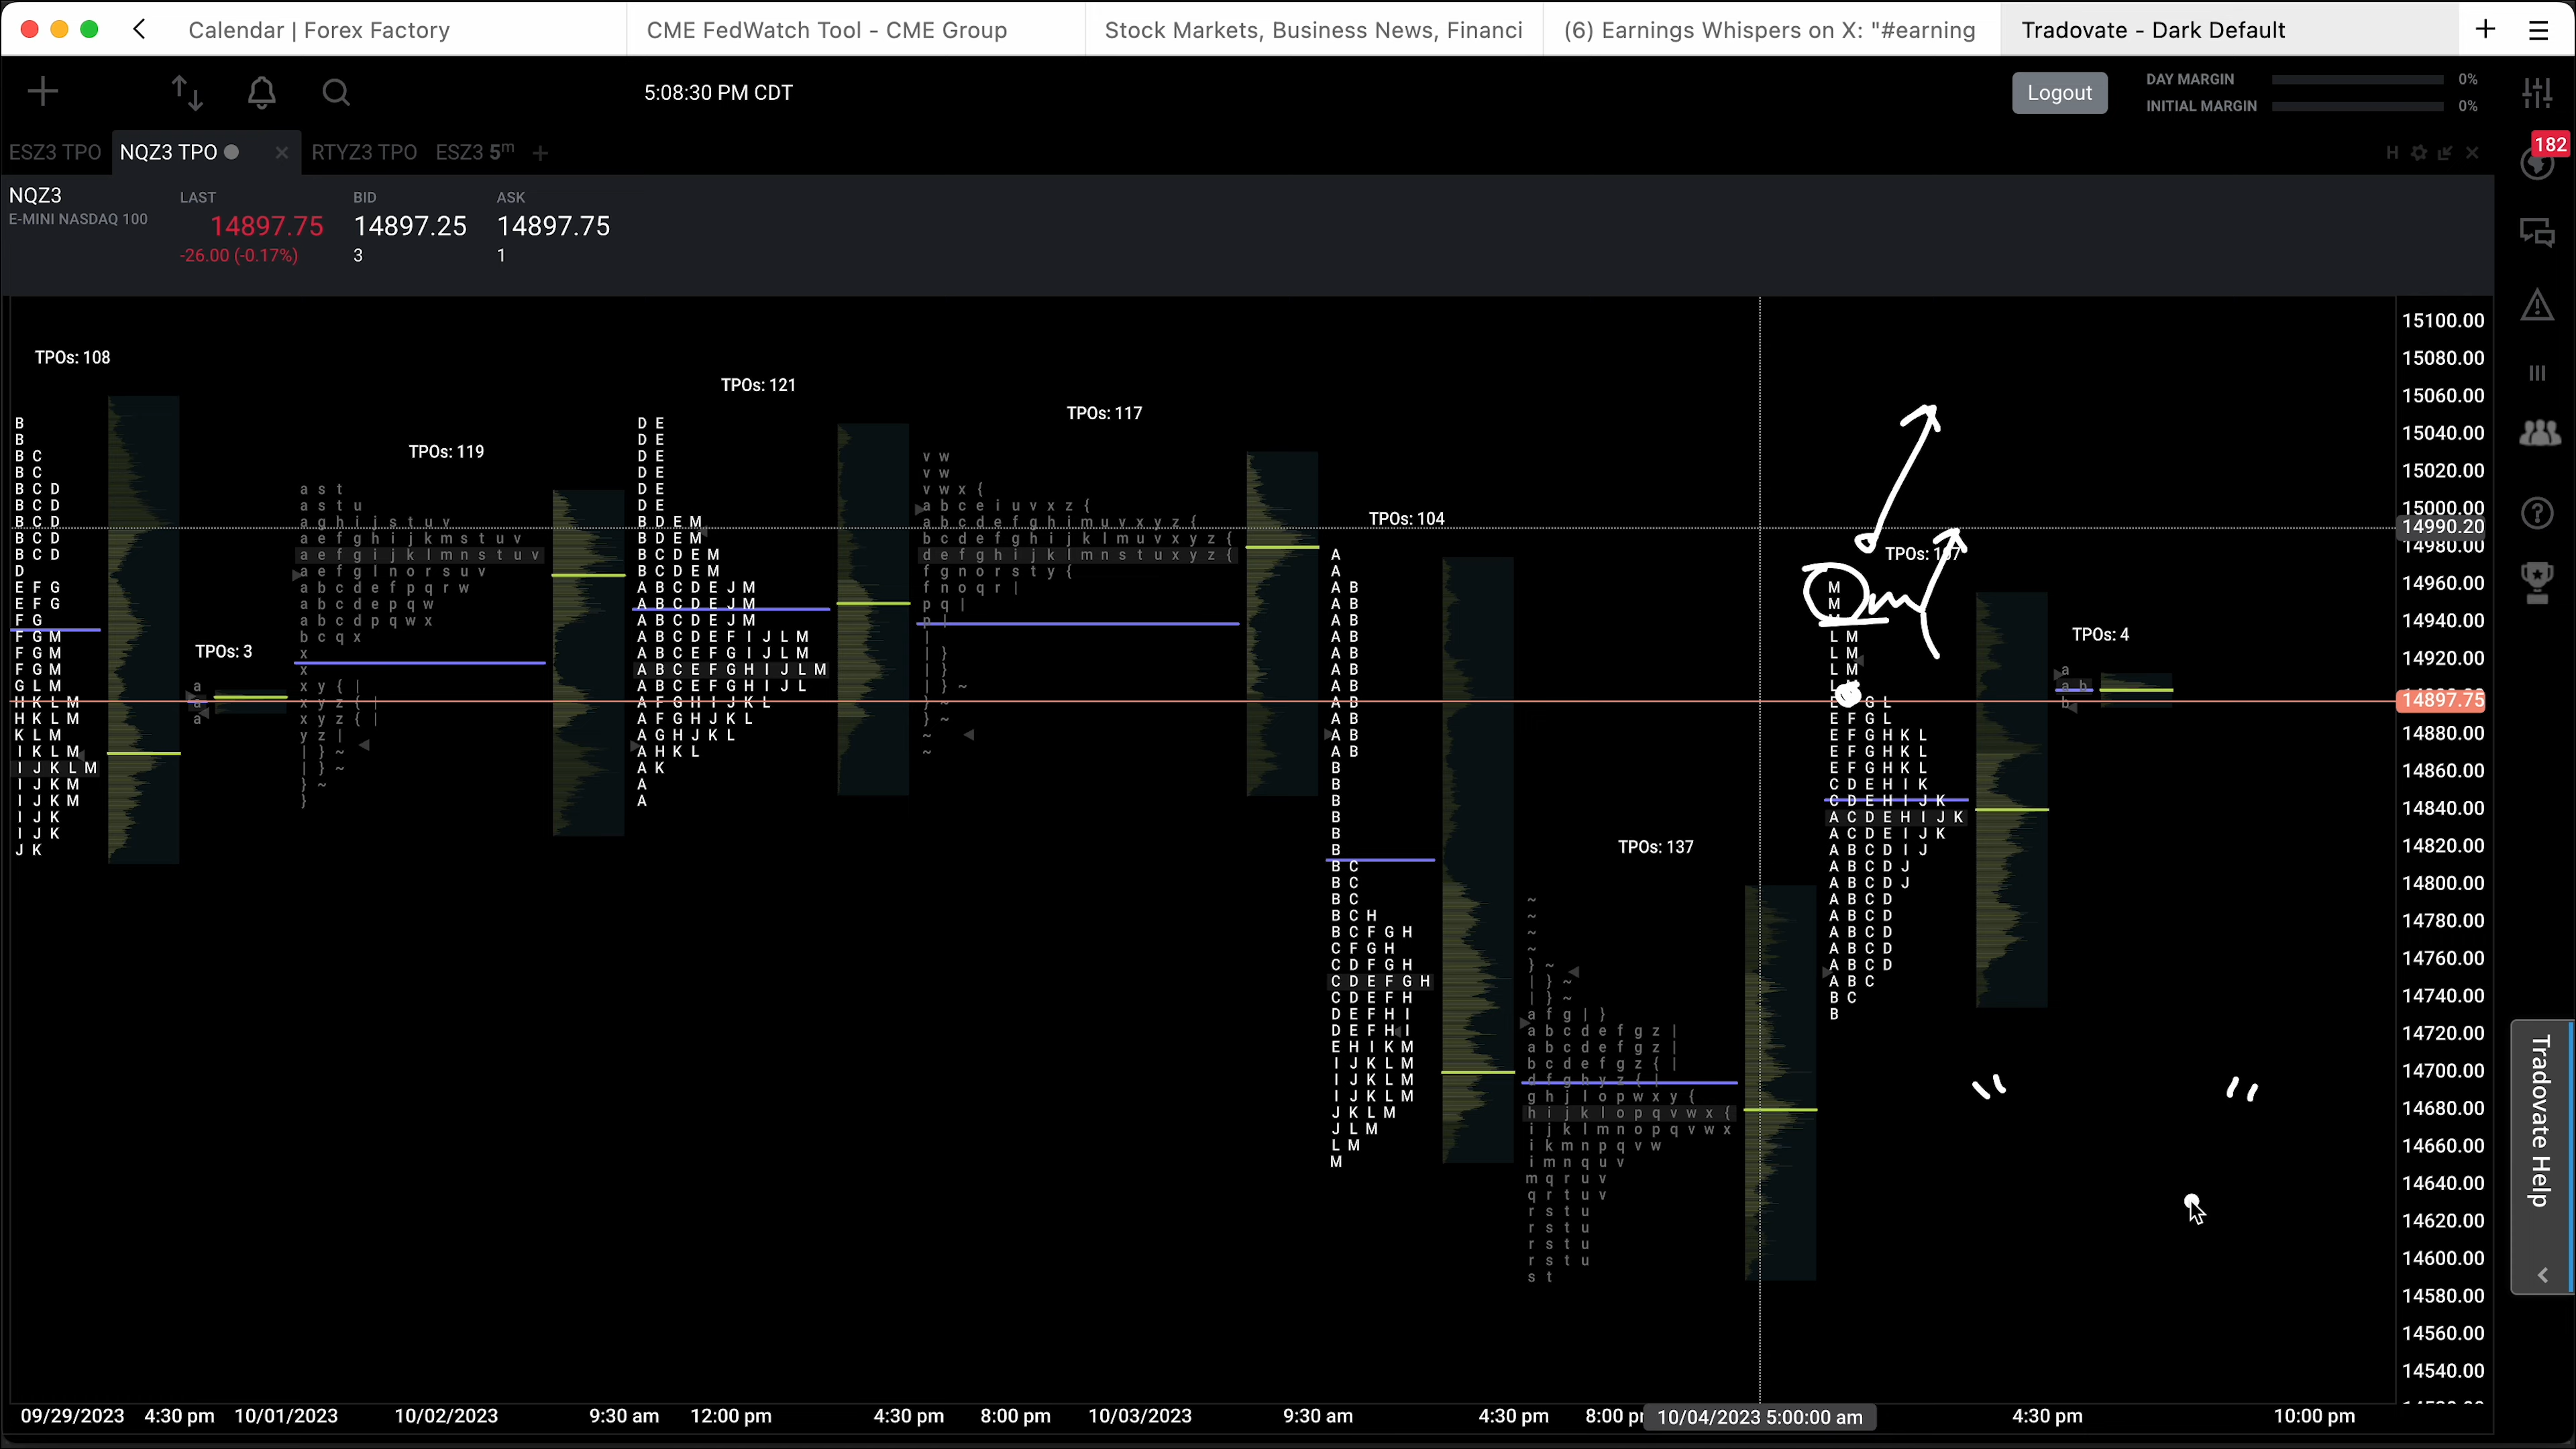 Calendar | Forex Factory
CME FedWatch Tool - CME Group
Stock Markets, Business News, Financi
(6) Earnings Whispers on X: "#earning
Tradovate - Dark Default
5:08:30 PM CDT
Logout
DAY MARGIN 0%
INITIAL MARGIN 0%
182
ESZ3 TPO
NQZ3 TPO
RTYZ3 TPO
ESZ3 5m
H
NQZ3
E-MINI NASDAQ 100
LAST
14897.75
-26.00 (-0.17%)
BID
14897.25
3
ASK
14897.75
1
TPOs: 108
B
B
B C
B C
B C D
B C D
B C D
B C D
B C D
D
E F G
E F G
F G
F G M
F G M
F G M
G L M
H K L M
H K L M
K L M
I K L M
I J K L M
I J K M
I J K M
I J K
I J K
J K
TPOs: 3
a
a
a
TPOs: 119
a s t
a s t u
a g h i j s t u v
a e f g h i j k m s t u v
a e f g i j k l m n s t u v
a e f g l n o r s u v
a b c d e f p q r w
a b c d e p q w
a b c d p q w x
b c q x
x
x
x y { |
x y z { |
x y z { |
y z |
| } ~
| } ~
} ~
}
TPOs: 121
D E
D E
D E
D E
D E
D E
B D E M
B D E M
B C D E M
B C D E M
A B C D E J M
A B C D E J M
A B C D E J M
A B C D E F I J L M
A B C E F G I J L M
A B C E F G H I J L M
A B C E F G H I J L
A F G H I J K L
A F G H J K L
A G H J K L
A H K L
A K
A
A
TPOs: 117
v w
v w
v w x {
a b c e i u v x z {
a b c d e f g h i m u v x y z {
b c d e f g h i j k l m u v x y z {
d e f g h i j k l m n s t u x y z {
f g n o r s t y {
f n o q r |
p q |
p |
|
| }
| }
| } ~
} ~
} ~
~
~
TPOs: 104
A
A
A B
A B
A B
A B
A B
A B
A B
A B
A B
A B
A B
B
B
B
B
B
B
B C
B C
B C
B C H
B C F G H
C F G H
C D F G H
C D E F G H
C D E F H
D E F H I
D E F H I
E H I K M
I J K L M
I J K L M
I J K L M
J K L M
J L M
L M
M
TPOs: 137
~
~
~
~
} ~
| } ~
| } ~
a f g | }
a b c d e f g z |
a b c d e f g z |
b c d e f g z { |
d f g h y z { |
g h j l o p w x y {
h i j k l o p q v w x {
i j k l m n o p q v w x
i k m n p q v w
i m n q u v
m q r u v
q r t u v
r s t u
r s t u
r s t u
r s t u
s t
M
M
L M
L M
L M
E F G L
E F G H K L
E F G H K L
E F G H K L
C D E H I K
C D E H I J K
A C D E H I J K
A C D E I J K
A B C D I J
A B C D J
A B C D J
A B C D
A B C D
A B C D
A B C D
A B C D
A B C
B C
B
TPOs: 4
a
a b
b
15100.00
15080.00
15060.00
15040.00
15020.00
15000.00
14990.20
14980.00
14960.00
14940.00
14920.00
14897.75
14880.00
14860.00
14840.00
14820.00
14800.00
14780.00
14760.00
14740.00
14720.00
14700.00
14680.00
14660.00
14640.00
14620.00
14600.00
14580.00
14560.00
14540.00
Tradovate Help
09/29/2023 4:30 pm 10/01/2023 10/02/2023 9:30 am 12:00 pm 4:30 pm 8:00 pm 10/03/2023 9:30 am 4:30 pm 8:00 10/04/2023 5:00:00 am 4:30 pm 10:00 pm